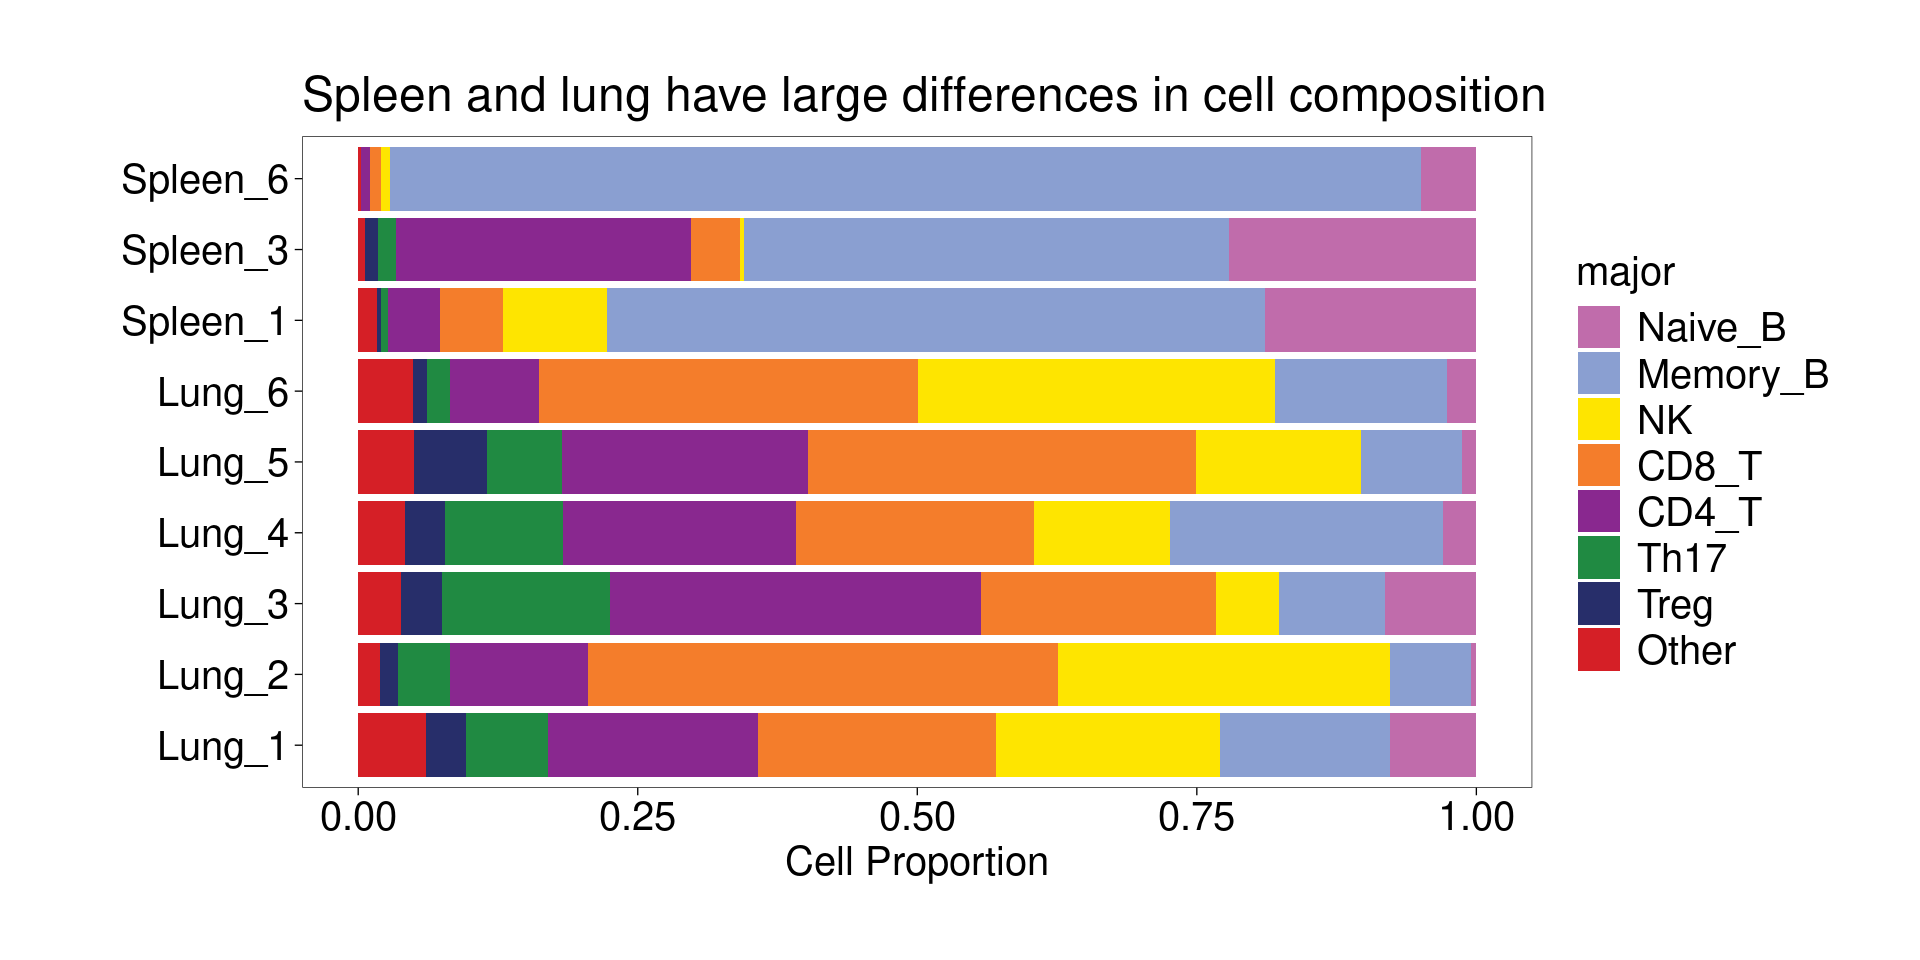 Spleen and lung have large differences in cell composition
Spleen_6
Spleen_3
Spleen_1
Lung_6
Lung_5
Lung_4
Lung_3
Lung_2
Lung_1
0.00 0.25 0.50 0.75 1.00
Cell Proportion
major
Naive_B
Memory_B
NK
CD8_T
CD4_T
Th17
Treg
Other